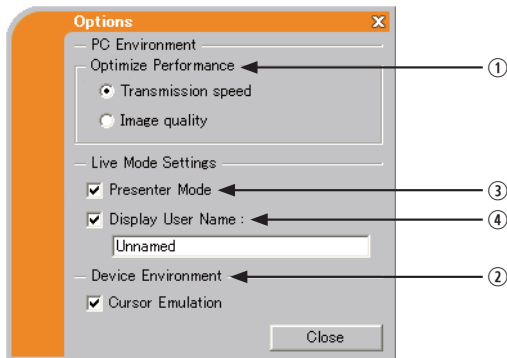 Options
X
PC Environment
Optimize Performance
①
Transmission speed
Image quality
Live Mode Settings
Presenter Mode
③
Display User Name :
④
Unnamed
Device Environment
②
Cursor Emulation
Close